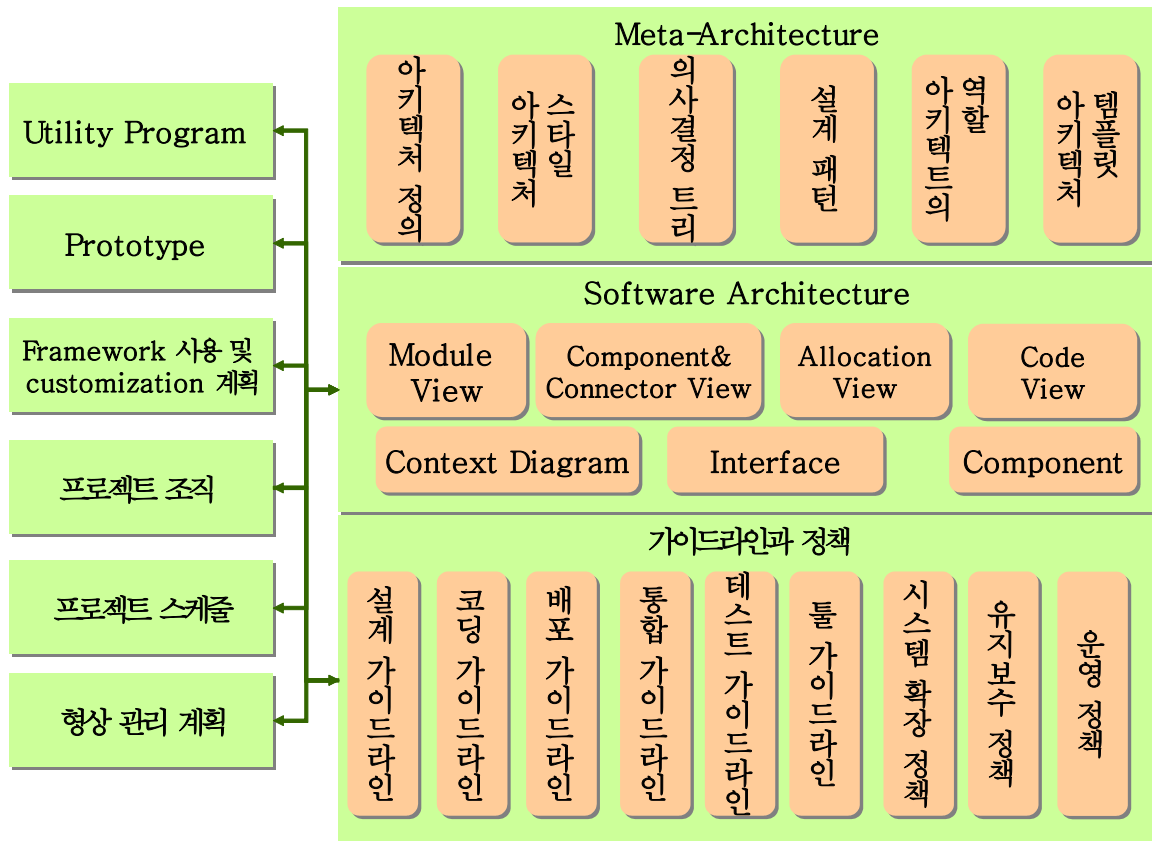 Utility Program
Prototype
Framework 사용 및
customization 계획
프로젝트 조직
프로젝트 스케줄
형상 관리 계획
Meta-Architecture
아키텍처 정의
아키텍처
스타일
의사결정 트리
설계 패턴
아키텍트의
역할
아키텍처
템플릿
Software Architecture
Module
View
Component&
Connector View
Allocation
View
Code
View
Context Diagram
Interface
Component
가이드라인과 정책
설계 가이드라인
코딩 가이드라인
배포 가이드라인
통합 가이드라인
테스트 가이드라인
툴 가이드라인
시스템 확장 정책
유지보수 정책
운영 정책